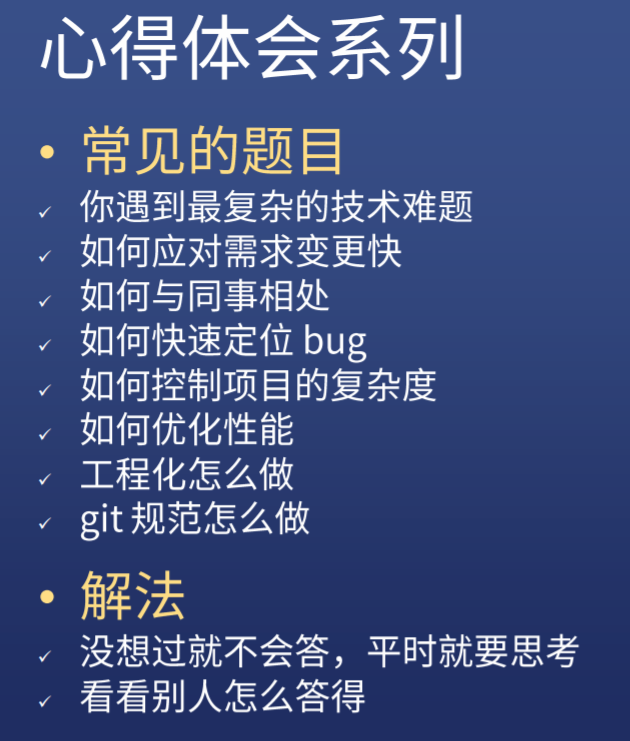 心得体会系列
• 常见的题目
✓ 你遇到最复杂的技术难题
✓ 如何应对需求变更快
✓ 如何与同事相处
✓ 如何快速定位 bug
✓ 如何控制项目的复杂度
✓ 如何优化性能
✓ 工程化怎么做
✓ git 规范怎么做
• 解法
✓ 没想过就不会答，平时就要思考
✓ 看看别人怎么答得